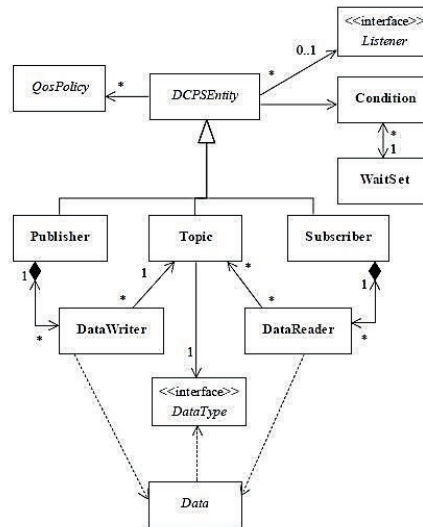 <<interface>>
Listener
0..1
*
QosPolicy
*
DCPSEntity
Condition
*
1
WaitSet
Publisher
Topic
Subscriber
1
1
*
1
*
*
*
*
DataWriter
DataReader
1
<<interface>>
DataType
Data